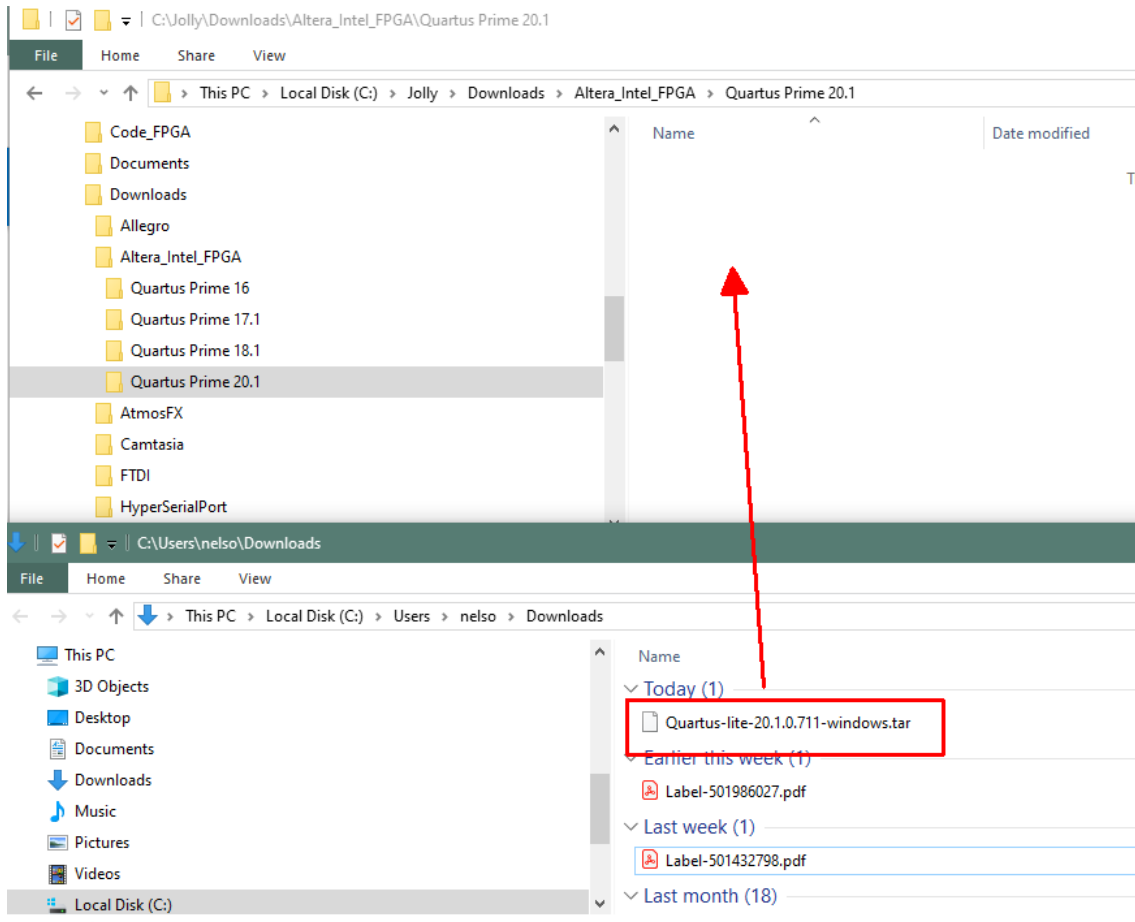 C:\Jolly\Downloads\Altera_Intel_FPGA\Quartus Prime 20.1
File Home Share View
This PC > Local Disk (C:) > Jolly > Downloads > Altera_Intel_FPGA > Quartus Prime 20.1
Code_FPGA
Documents
Downloads
Allegro
Altera_Intel_FPGA
Quartus Prime 16
Quartus Prime 17.1
Quartus Prime 18.1
Quartus Prime 20.1
AtmosFX
Camtasia
FTDI
HyperSerialPort
Name Date modified
T
C:\Users\nelso\Downloads
File Home Share View
This PC > Local Disk (C:) > Users > nelso > Downloads
This PC
3D Objects
Desktop
Documents
Downloads
Music
Pictures
Videos
Local Disk (C:)
Name
Today (1)
Quartus-lite-20.1.0.711-windows.tar
Earlier this week (1)
Label-501986027.pdf
Last week (1)
Label-501432798.pdf
Last month (18)